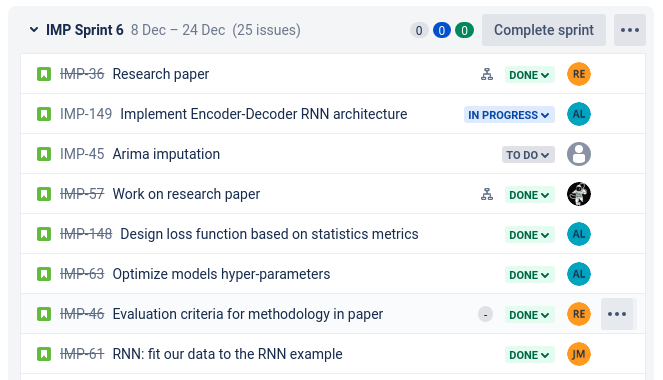 IMP Sprint 6 8 Dec – 24 Dec (25 issues) 0 0 0 Complete sprint
IMP-36 Research paper DONE RE
IMP-149 Implement Encoder-Decoder RNN architecture IN PROGRESS AL
IMP-45 Arima imputation TO DO
IMP-57 Work on research paper DONE
IMP-148 Design loss function based on statistics metrics DONE AL
IMP-63 Optimize models hyper-parameters DONE AL
IMP-46 Evaluation criteria for methodology in paper - DONE RE
IMP-61 RNN: fit our data to the RNN example DONE JM